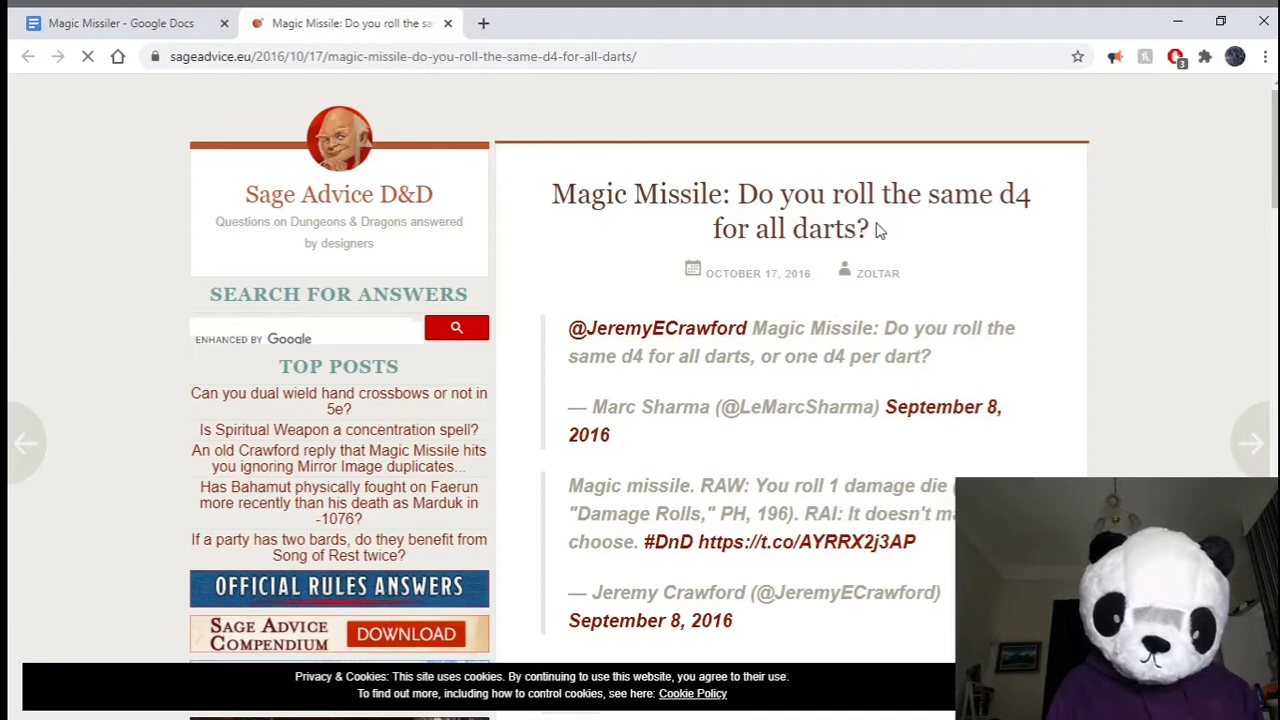 Magic Missiler - Google Docs
Magic Missile: Do you roll the sa
sageadvice.eu/2016/10/17/magic-missile-do-you-roll-the-same-d4-for-all-darts/
3
Sage Advice D&D
Questions on Dungeons & Dragons answered
by designers
SEARCH FOR ANSWERS
ENHANCED BY Google
TOP POSTS
Can you dual wield hand crossbows or not in
5e?
Is Spiritual Weapon a concentration spell?
An old Crawford reply that Magic Missile hits
you ignoring Mirror Image duplicates...
Has Bahamut physically fought on Faerun
more recently than his death as Marduk in
-1076?
If a party has two bards, do they benefit from
Song of Rest twice?
OFFICIAL RULES ANSWERS
SAGE ADVICE
COMPENDIUM
DOWNLOAD
Magic Missile: Do you roll the same d4
for all darts?
OCTOBER 17, 2016 ZOLTAR
@JeremyECrawford Magic Missile: Do you roll the
same d4 for all darts, or one d4 per dart?
— Marc Sharma (@LeMarcSharma) September 8,
2016
Magic missile. RAW: You roll 1 damage die (
"Damage Rolls," PH, 196). RAI: It doesn't ma
choose. #DnD https://t.co/AYRRX2j3AP
— Jeremy Crawford (@JeremyECrawford)
September 8, 2016
Privacy & Cookies: This site uses cookies. By continuing to use this website, you agree to their use.
To find out more, including how to control cookies, see here: Cookie Policy